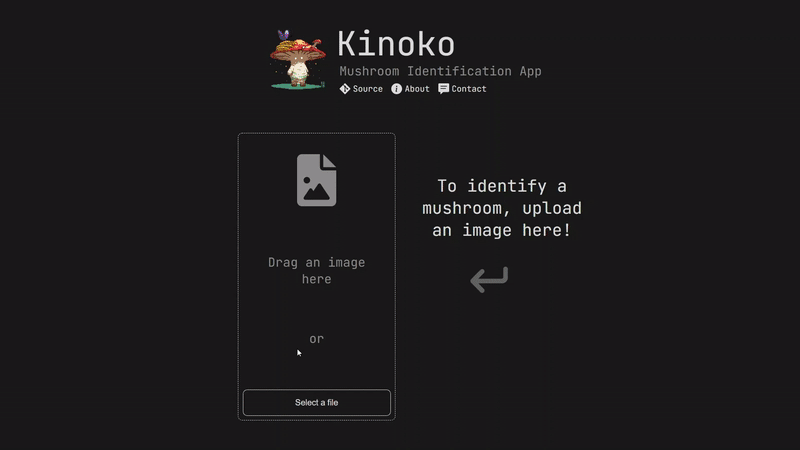 Kinoko
Mushroom Identification App
Source About Contact
To identify a
mushroom, upload
an image here!
Drag an image
here
or
Select a file